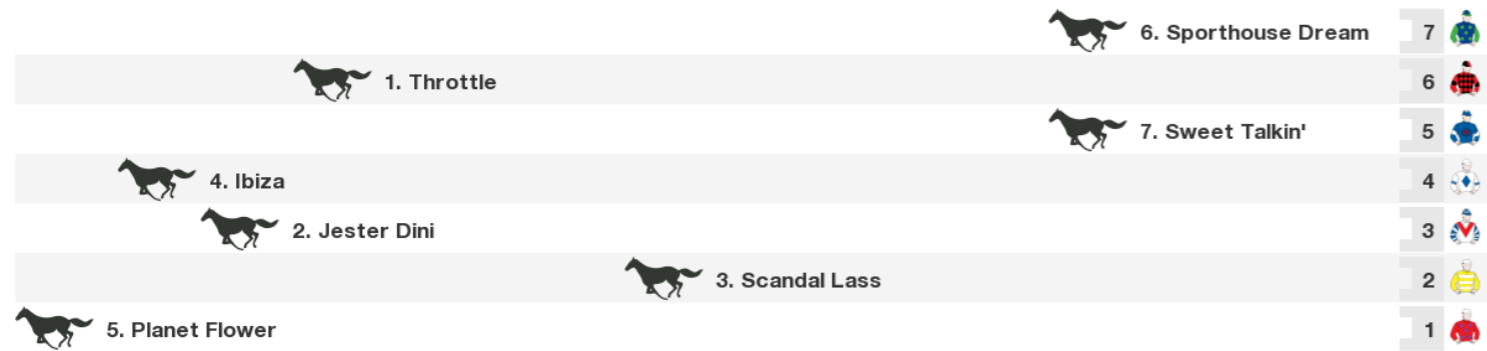 6. Sporthouse Dream 7
1. Throttle 6
7. Sweet Talkin' 5
4. Ibiza 4
2. Jester Dini 3
3. Scandal Lass 2
5. Planet Flower 1